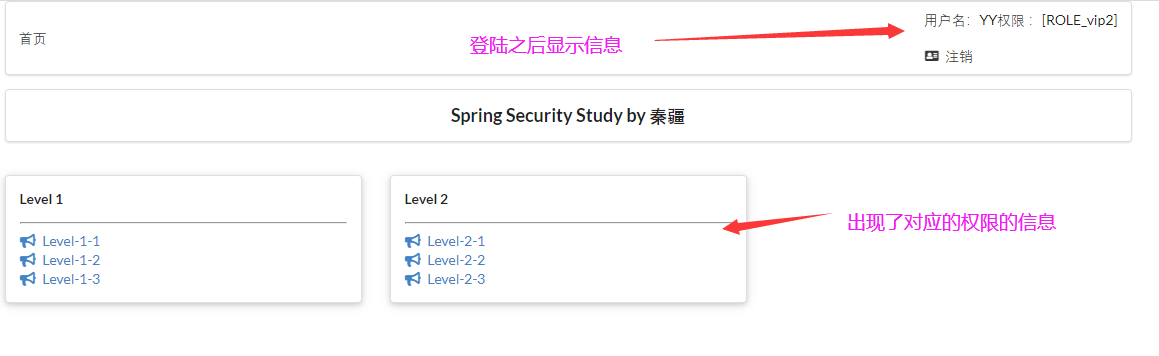 首页
登陆之后显示信息
用户名：YY权限：[ROLE_vip2]
注销
Spring Security Study by 秦疆
Level 1
Level-1-1
Level-1-2
Level-1-3
Level 2
Level-2-1
Level-2-2
Level-2-3
出现了对应的权限的信息